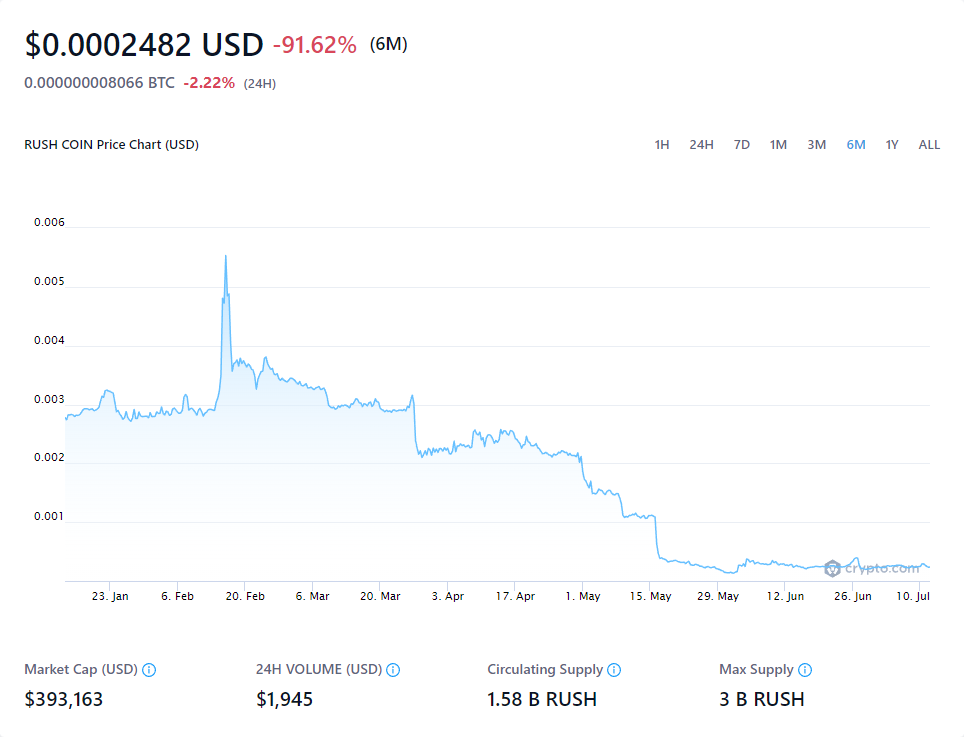 $0.0002482 USD -91.62% (6M)
0.000000008066 BTC -2.22% (24H)
RUSH COIN Price Chart (USD) 1H 24H 7D 1M 3M 6M 1Y ALL
0.006
0.005
0.004
0.003
0.002
0.001
crypto.com
23. Jan 6. Feb 20. Feb 6. Mar 20. Mar 3. Apr 17. Apr 1. May 15. May 29. May 12. Jun 26. Jun 10. Jul
Market Cap (USD) 24H VOLUME (USD) Circulating Supply Max Supply
$393,163 $1,945 1.58 B RUSH 3 B RUSH